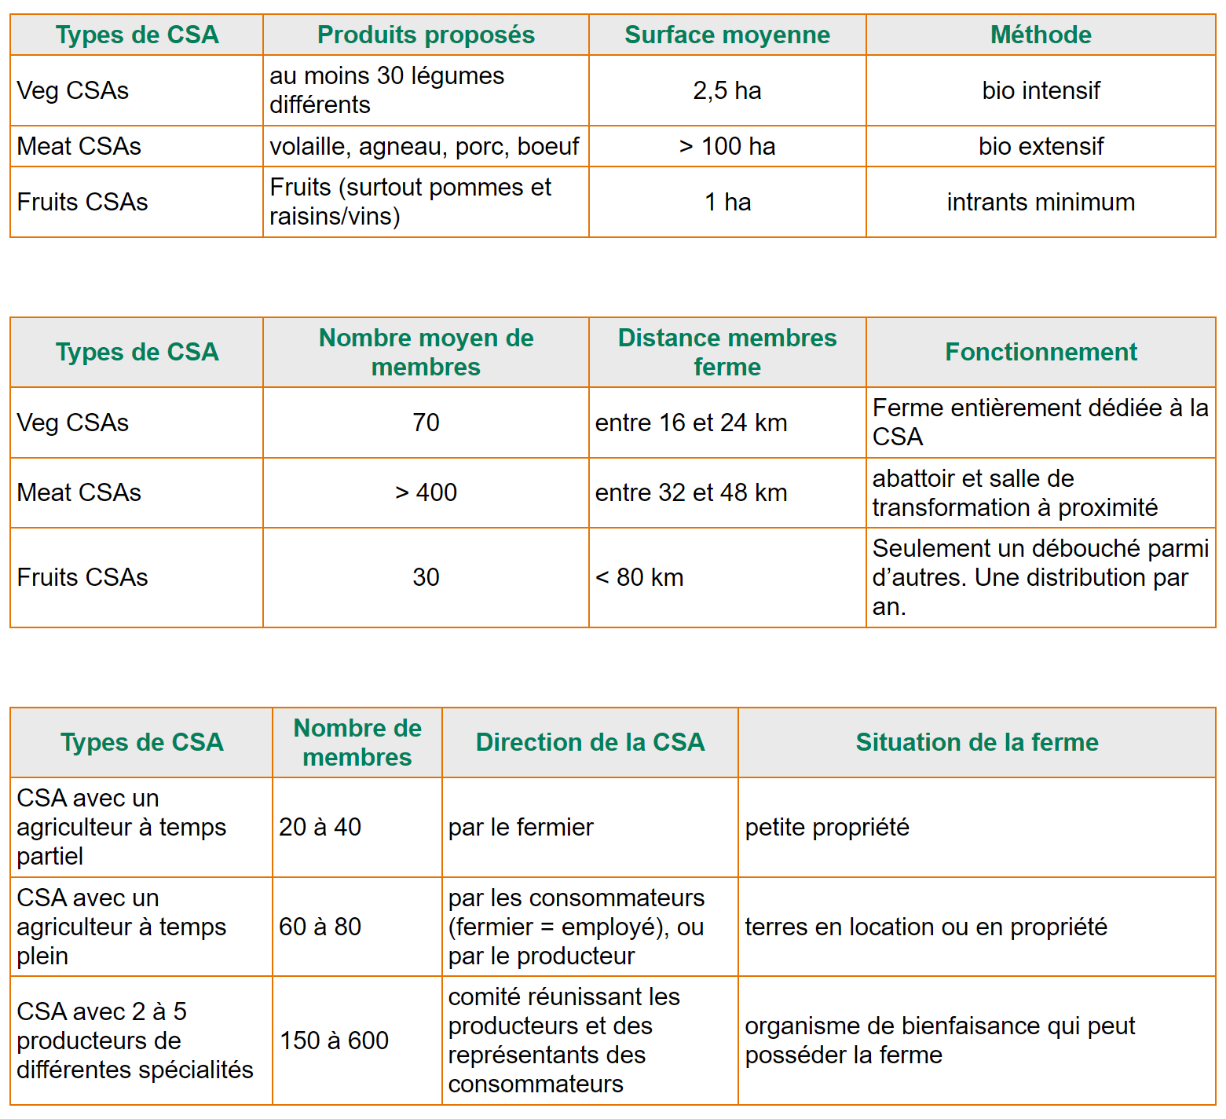 Types de CSA Produits proposés Surface moyenne Méthode
Veg CSAs au moins 30 légumes différents 2,5 ha bio intensif
Meat CSAs volaille, agneau, porc, boeuf > 100 ha bio extensif
Fruits CSAs Fruits (surtout pommes et raisins/vins) 1 ha intrants minimum
Types de CSA Nombre moyen de membres Distance membres ferme Fonctionnement
Veg CSAs 70 entre 16 et 24 km Ferme entièrement dédiée à la CSA
Meat CSAs > 400 entre 32 et 48 km abattoir et salle de transformation à proximité
Fruits CSAs 30 < 80 km Seulement un débouché parmi d’autres. Une distribution par an.
Types de CSA Nombre de membres Direction de la CSA Situation de la ferme
CSA avec un agriculteur à temps partiel 20 à 40 par le fermier petite propriété
CSA avec un agriculteur à temps plein 60 à 80 par les consommateurs (fermier = employé), ou par le producteur terres en location ou en propriété
CSA avec 2 à 5 producteurs de différentes spécialités 150 à 600 comité réunissant les producteurs et des représentants des consommateurs organisme de bienfaisance qui peut posséder la ferme